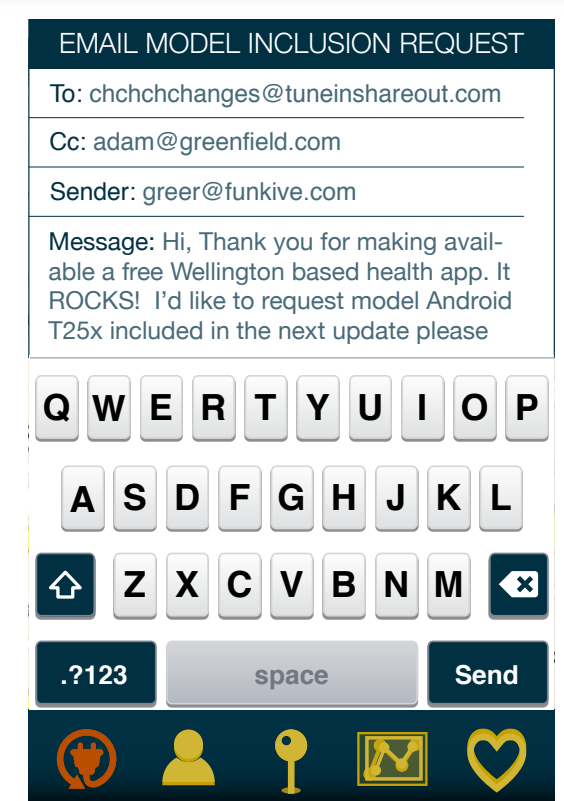 EMAIL MODEL INCLUSION REQUEST
To: chchchchanges@tuneinshareout.com
Cc: adam@greenfield.com
Sender: greer@funkive.com
Message: Hi, Thank you for making avail-
able a free Wellington based health app. It
ROCKS!  I'd like to request model Android
T25x included in the next update please
Q W E R T Y U I O P
A S D F G H J K L
Z X C V B N M
.?123 space Send